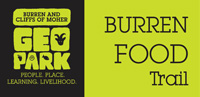 BURREN AND
CLIFFS OF MOHER
GEO
PARK
PEOPLE. PLACE.
LEARNING. LIVELIHOOD.
BURREN
FOOD
Trail